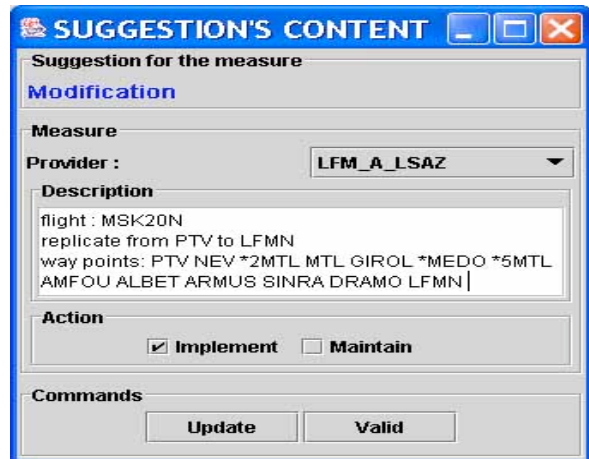 SUGGESTION'S CONTENT
Suggestion for the measure
Modification
Measure
Provider : LFM_A_LSAZ
Description
flight : MSK20N
replicate from PTV to LFMN
way points: PTV NEV *2MTL MTL GIROL *MEDO *5MTL
AMFOU ALBET ARMUS SINRA DRAMO LFMN
Action
Implement Maintain
Commands
Update Valid